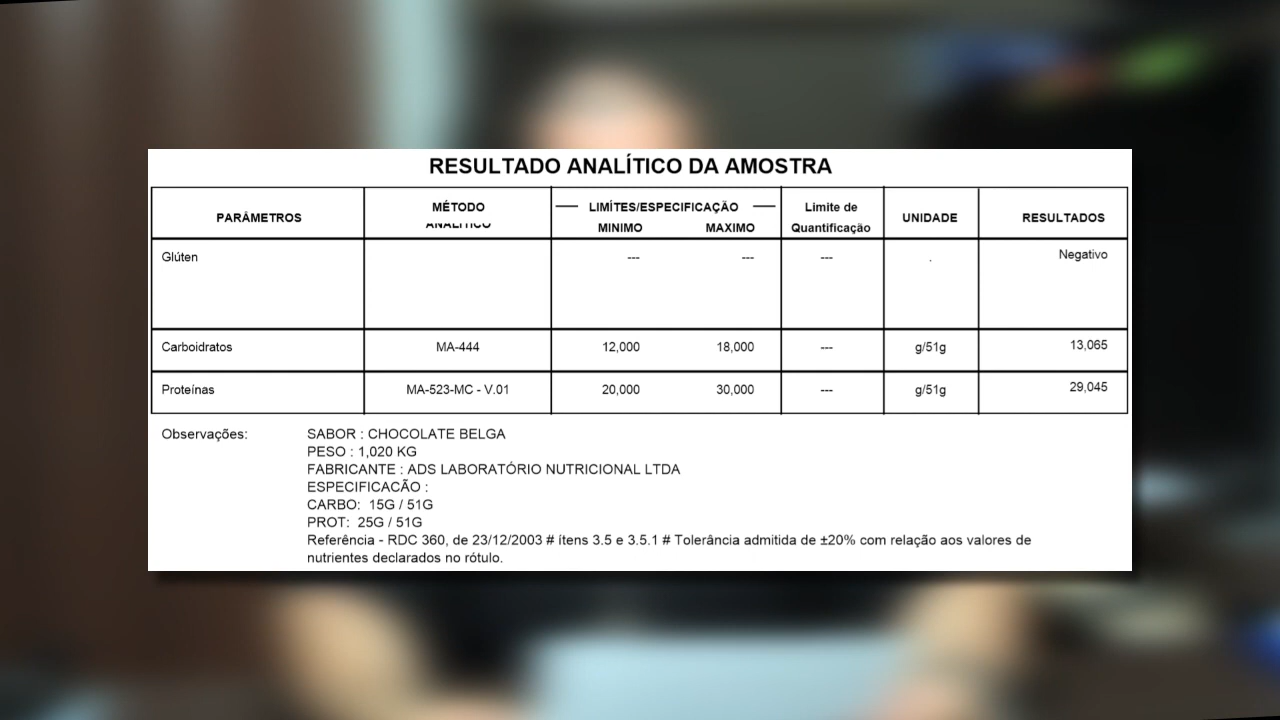 RESULTADO ANALÍTICO DA AMOSTRA
PARÂMETROS
MÉTODO
ANALÍTICO
LIMÍTES/ESPECIFICAÇÃO
MINIMO MAXIMO
Limite de
Quantificação
UNIDADE
RESULTADOS
Glúten --- --- --- . Negativo
Carboidratos MA-444 12,000 18,000 --- g/51g 13,065
Proteínas MA-523-MC - V.01 20,000 30,000 --- g/51g 29,045
Observações: SABOR : CHOCOLATE BELGA
PESO : 1,020 KG
FABRICANTE : ADS LABORATÓRIO NUTRICIONAL LTDA
ESPECIFICACÃO :
CARBO: 15G / 51G
PROT: 25G / 51G
Referência - RDC 360, de 23/12/2003 # ítens 3.5 e 3.5.1 # Tolerância admitida de ±20% com relação aos valores de
nutrientes declarados no rótulo.